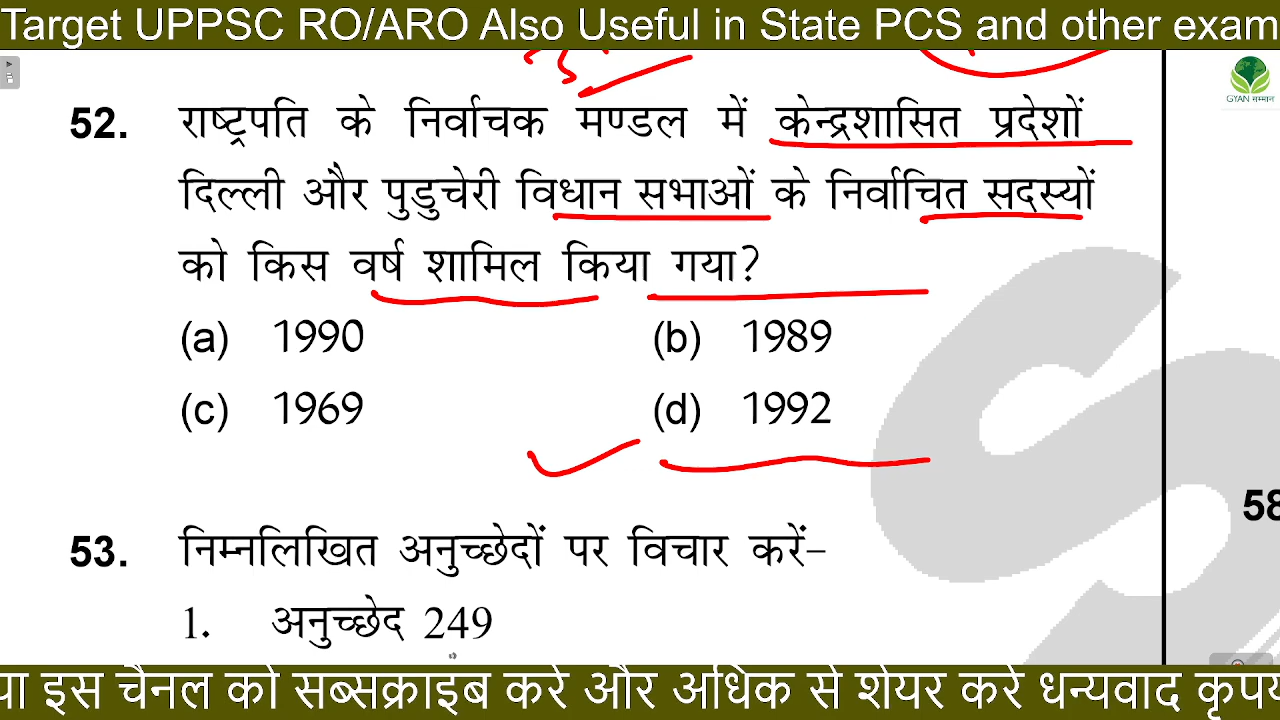 Target UPPSC RO/ARO Also Useful in State PCS and other exam
GYAN सम्मान
52. राष्ट्रपति के निर्वाचक मण्डल में केन्द्रशासित प्रदेशों
दिल्ली और पुडुचेरी विधान सभाओं के निर्वाचित सदस्यों
को किस वर्ष शामिल किया गया?
(a) 1990 (b) 1989
(c) 1969 (d) 1992
58
53. निम्नलिखित अनुच्छेदों पर विचार करें–
1. अनुच्छेद 249
या इस चैनल को सब्सक्राइब करे और अधिक से शेयर करे धन्यवाद कृपय